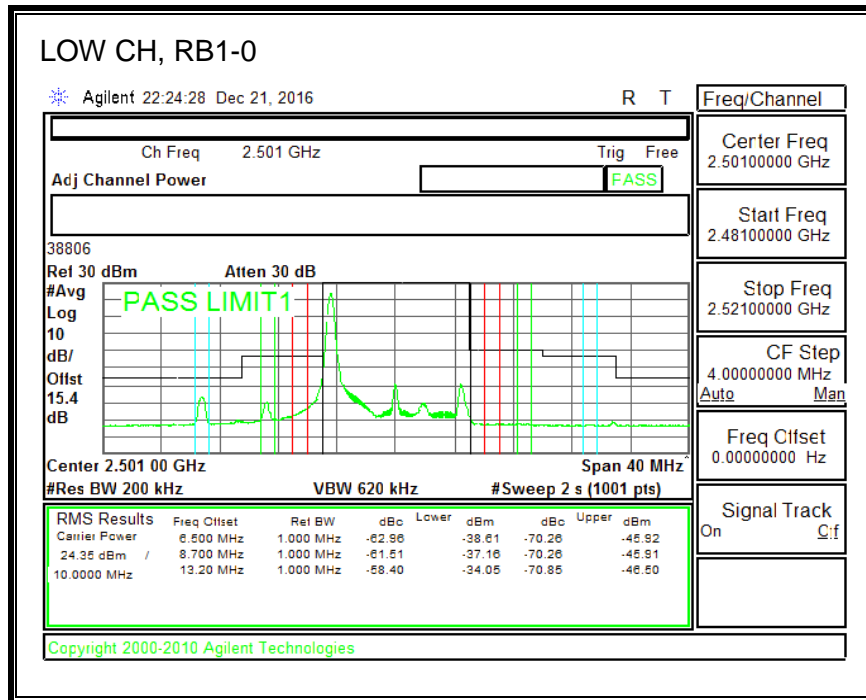 LOW CH, RB1-0
Agilent 22:24:28 Dec 21, 2016 R T
Ch Freq 2.501 GHz Trig Free
Adj Channel Power PASS
38806
Ref 30 dBm Atten 30 dB
#Avg
Log
10
dB/
Offst
15.4
dB
PASS LIMIT1
Center 2.501 00 GHz Span 40 MHz^
#Res BW 200 kHz VBW 620 kHz #Sweep 2 s (1001 pts)
RMS Results Freq Offset Ref BW dBc Lower dBm dBc Upper dBm
Carrier Power 6.500 MHz 1.000 MHz -62.96 -38.61 -70.26 -45.92
24.35 dBm / 8.700 MHz 1.000 MHz -61.51 -37.16 -70.26 -45.91
10.0000 MHz 13.20 MHz 1.000 MHz -58.40 -34.05 -70.85 -46.50
Copyright 2000-2010 Agilent Technologies
Freq/Channel
Center Freq
2.50100000 GHz
Start Freq
2.48100000 GHz
Stop Freq
2.52100000 GHz
CF Step
4.00000000 MHz
Auto Man
Freq Offset
0.00000000 Hz
Signal Track
On Off